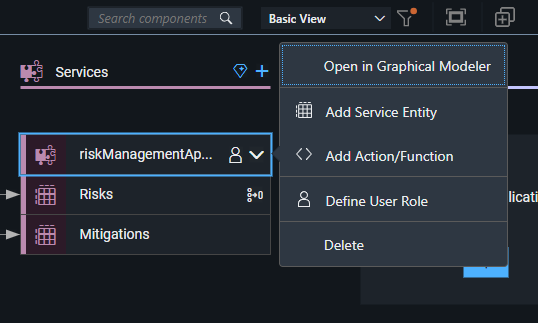 Search components
Basic View
Services
Open in Graphical Modeler
riskManagementAp...
Add Service Entity
Add Action/Function
Risks
0
Define User Role
Mitigations
Delete